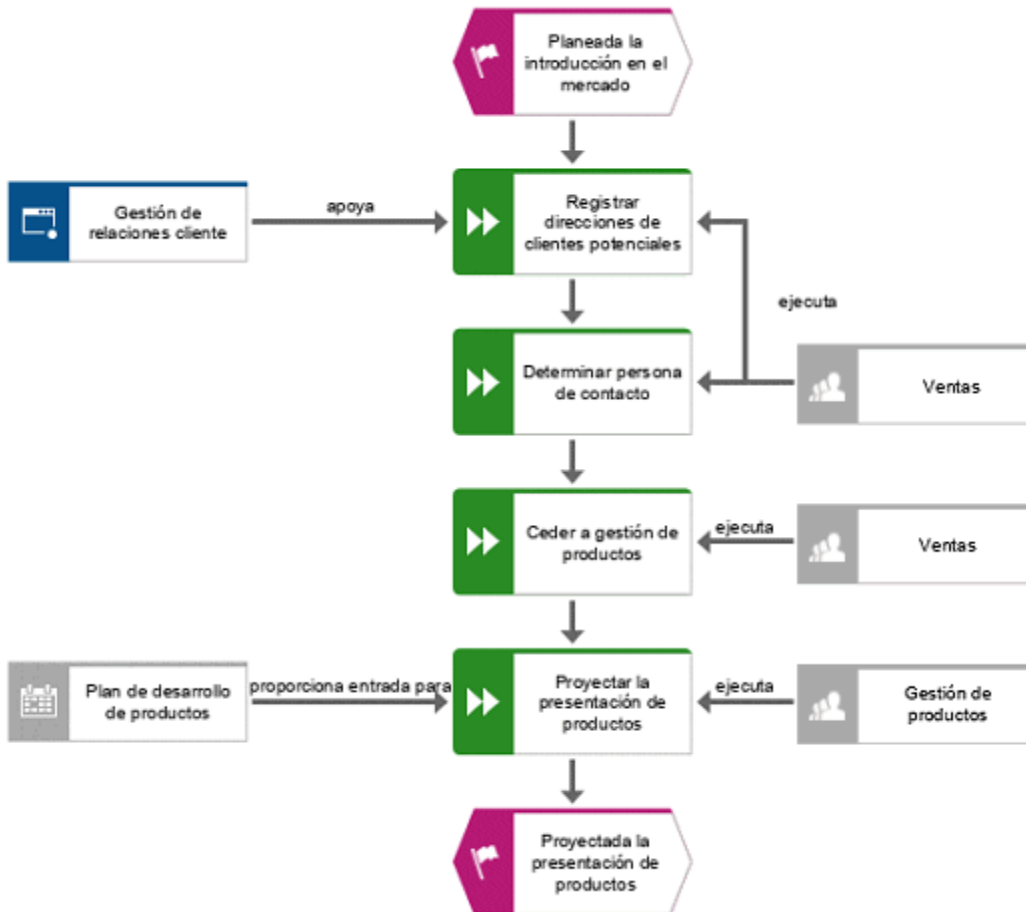 Planeada la
introducción en el
mercado
Gestión de
relaciones cliente
apoya
Registrar
direcciones de
clientes potenciales
ejecuta
Determinar persona
de contacto
Ventas
Ceder a gestión de
productos
ejecuta
Ventas
Plan de desarrollo
de productos
proporciona entrada para
Proyectar la
presentación de
productos
ejecuta
Gestión de
productos
Proyectada la
presentación de
productos